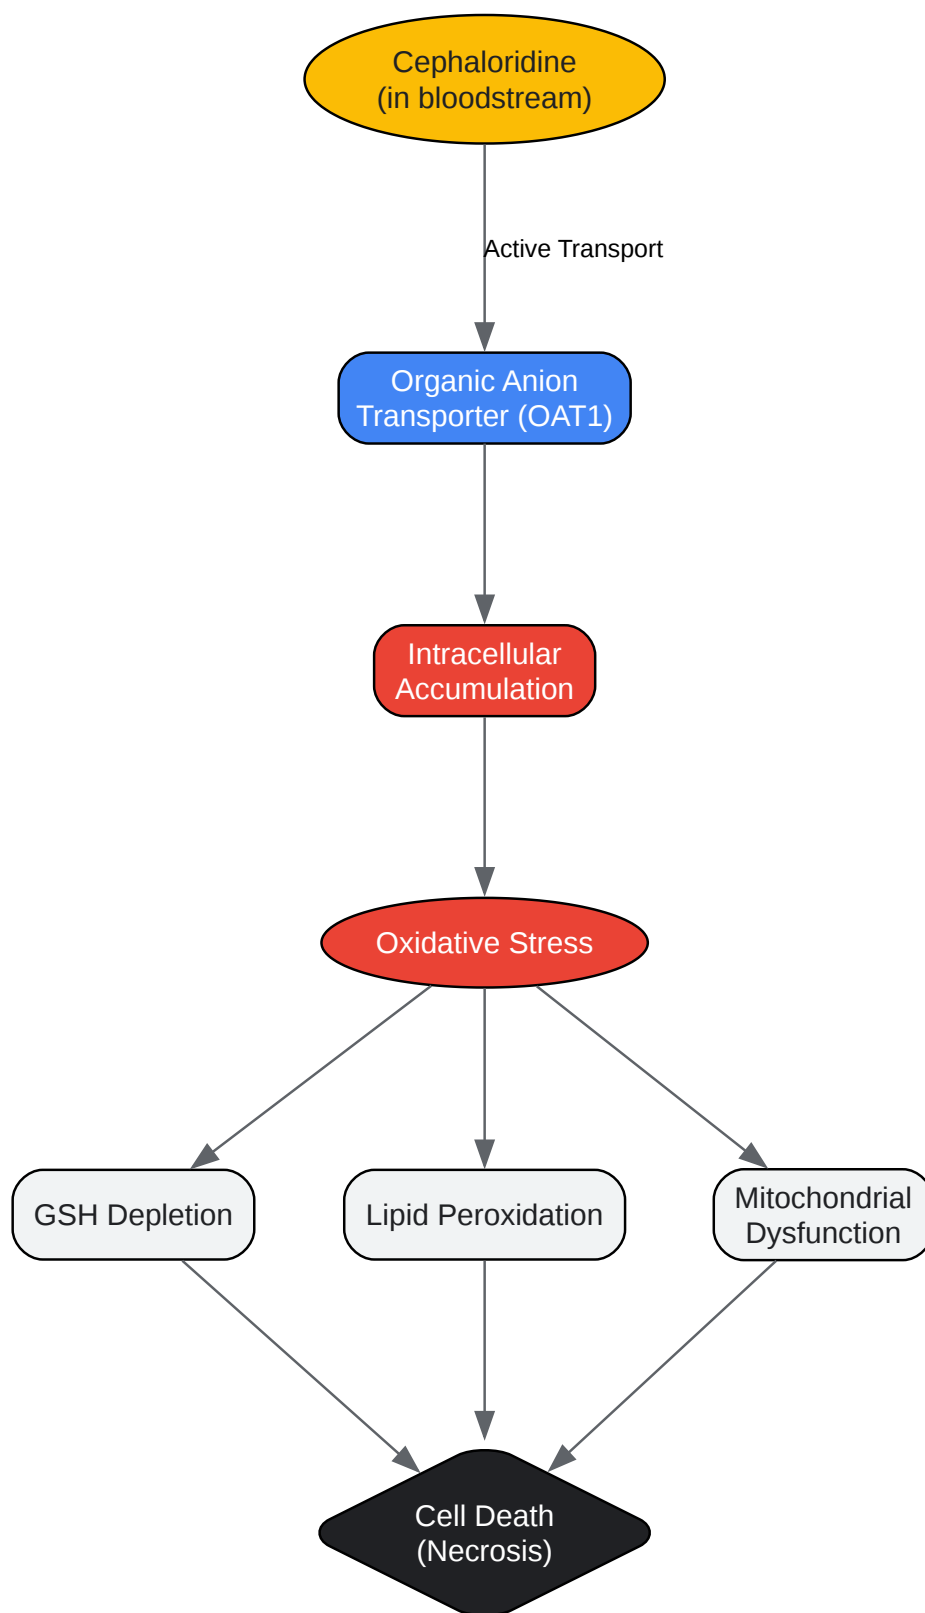 Cephaloridine
(in bloodstream)
Active Transport
Organic Anion
Transporter (OAT1)
Intracellular
Accumulation
Oxidative Stress
GSH Depletion
Lipid Peroxidation
Mitochondrial
Dysfunction
Cell Death
(Necrosis)